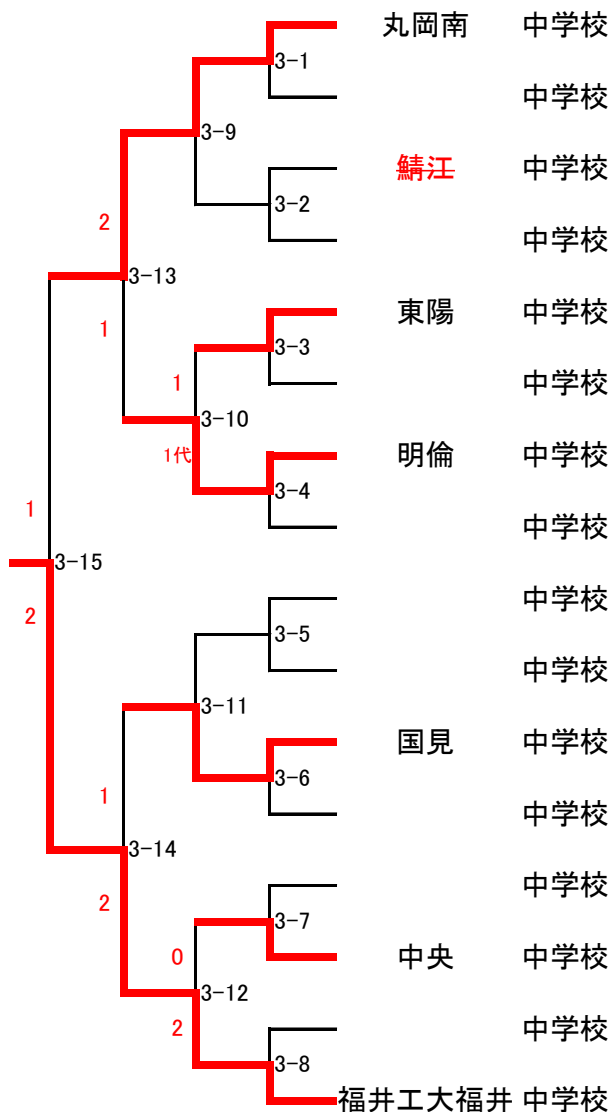 丸岡南 中学校
3-1
中学校
3-9
鯖江 中学校
3-2
2
中学校
3-13
東陽 中学校
1
3-3
1
中学校
3-10
1代
明倫 中学校
3-4
1
中学校
3-15
中学校
2
3-5
中学校
3-11
国見 中学校
3-6
1
中学校
3-14
中学校
2
3-7
0
中央 中学校
3-12
2
中学校
3-8
福井工大福井 中学校